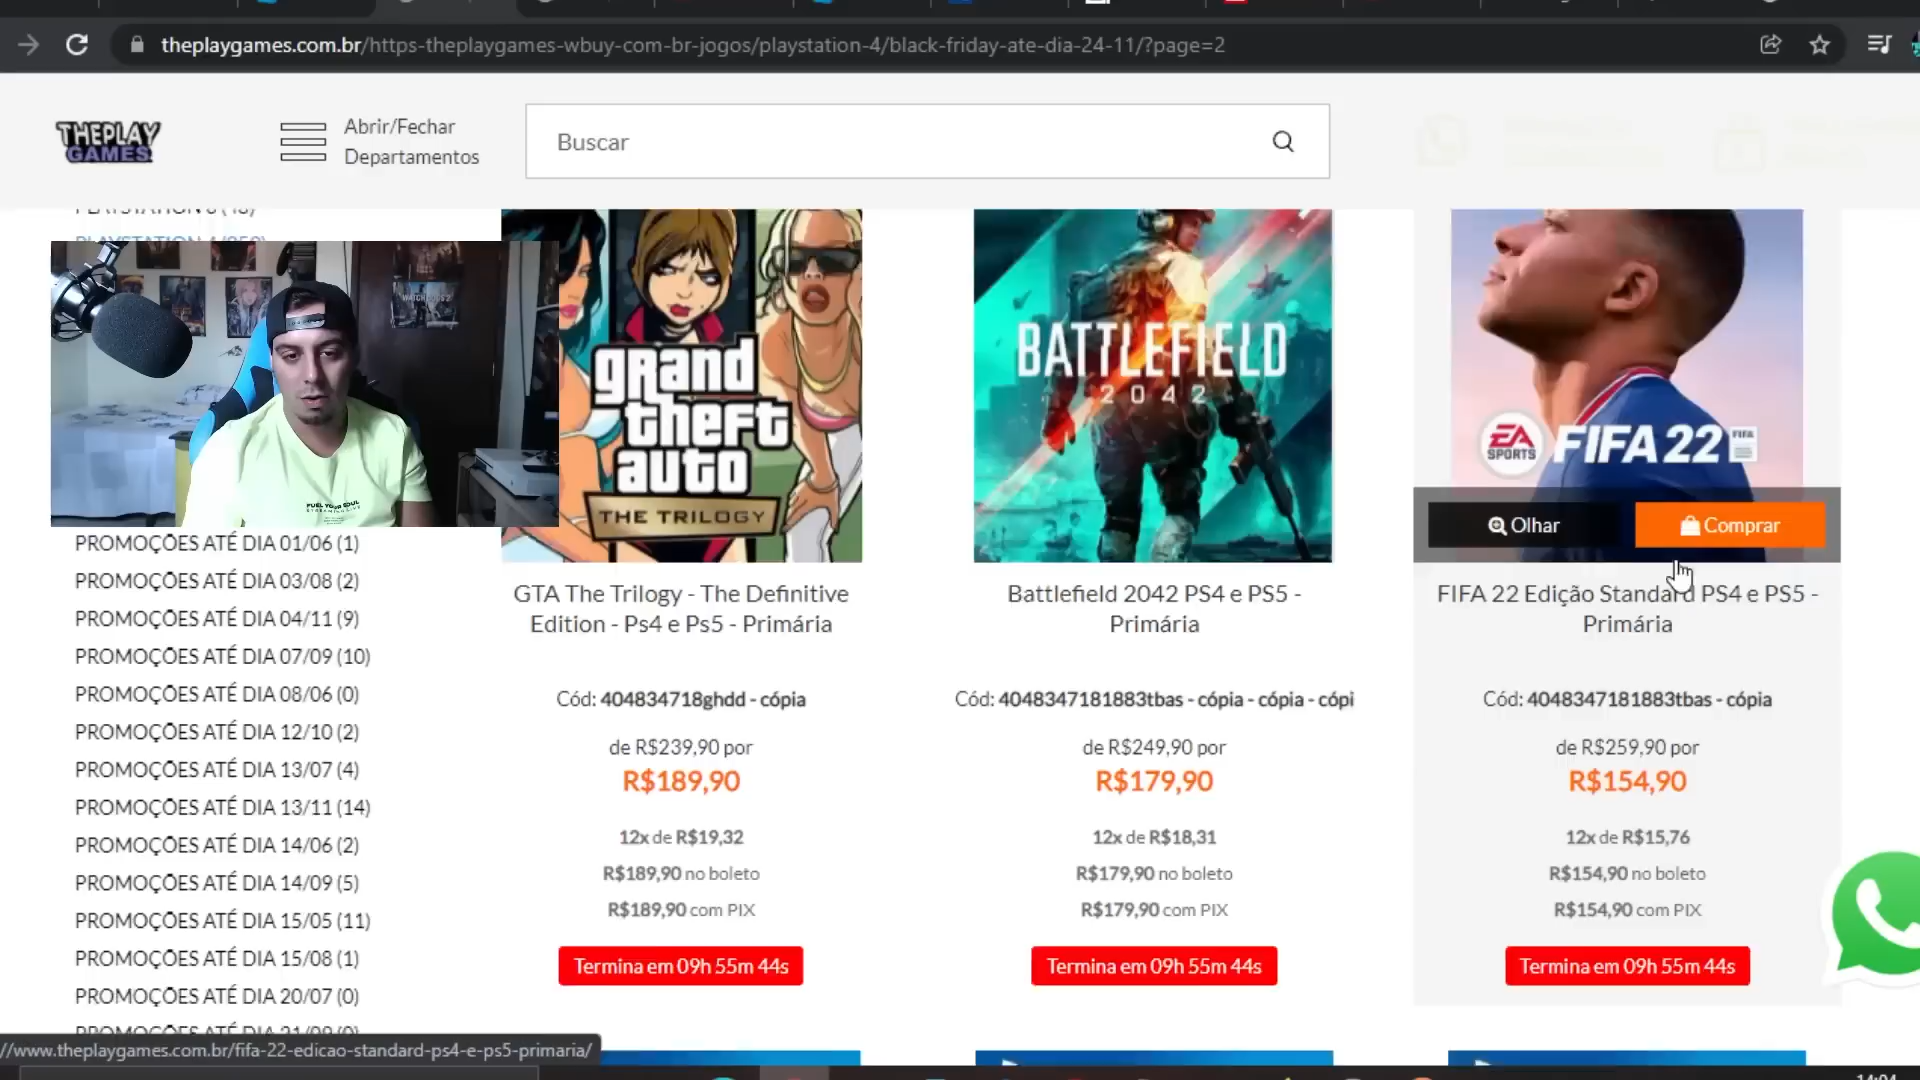 theplaygames.com.br/https-theplaygames-wbuy-com-br-jogos/playstation-4/black-friday-ate-dia-24-11/?page=2
THEPLAY
GAMES
Abrir/Fechar
Departamentos
Buscar
WATCH DOGS 2
PROMOÇÕES ATÉ DIA 01/06 (1)
PROMOÇÕES ATÉ DIA 03/08 (2)
PROMOÇÕES ATÉ DIA 04/11 (9)
PROMOÇÕES ATÉ DIA 07/09 (10)
PROMOÇÕES ATÉ DIA 08/06 (0)
PROMOÇÕES ATÉ DIA 12/10 (2)
PROMOÇÕES ATÉ DIA 13/07 (4)
PROMOÇÕES ATÉ DIA 13/11 (14)
PROMOÇÕES ATÉ DIA 14/06 (2)
PROMOÇÕES ATÉ DIA 14/09 (5)
PROMOÇÕES ATÉ DIA 15/05 (11)
PROMOÇÕES ATÉ DIA 15/08 (1)
PROMOÇÕES ATÉ DIA 20/07 (0)
PROMOÇÕES ATÉ DIA 21/09 (0)
grand
theft
auto
THE TRILOGY
GTA The Trilogy - The Definitive
Edition - Ps4 e Ps5 - Primária
Cód: 404834718ghdd - cópia
de R$239,90 por
R$189,90
12x de R$19,32
R$189,90 no boleto
R$189,90 com PIX
Termina em 09h 55m 44s
BATTLEFIELD
2042
Battlefield 2042 PS4 e PS5 -
Primária
Cód: 4048347181883tbas - cópia - cópia - cópi
de R$249,90 por
R$179,90
12x de R$18,31
R$179,90 no boleto
R$179,90 com PIX
Termina em 09h 55m 44s
EA
SPORTS
FIFA 22
FIFA
Olhar
Comprar
FIFA 22 Edição Standard PS4 e PS5 -
Primária
Cód: 4048347181883tbas - cópia
de R$259,90 por
R$154,90
12x de R$15,76
R$154,90 no boleto
R$154,90 com PIX
Termina em 09h 55m 44s
//www.theplaygames.com.br/fifa-22-edicao-standard-ps4-e-ps5-primaria/
14:04